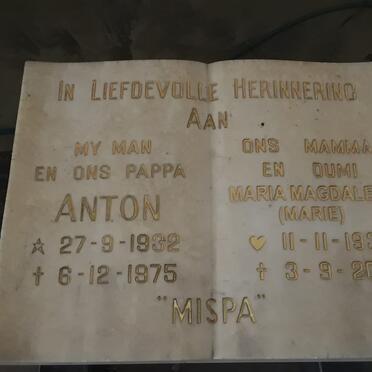 IN LIEFDEVOLLE HERINNERING
AAN
MY MAN
EN ONS PAPPA
ANTON
☆ 27-9-1932
† 6-12-1975
ONS MAMMA
EN OUMI
MARIA MAGDALE
(MARIE)
♥ 11-11-193
† 3-9-20
"MISPA"